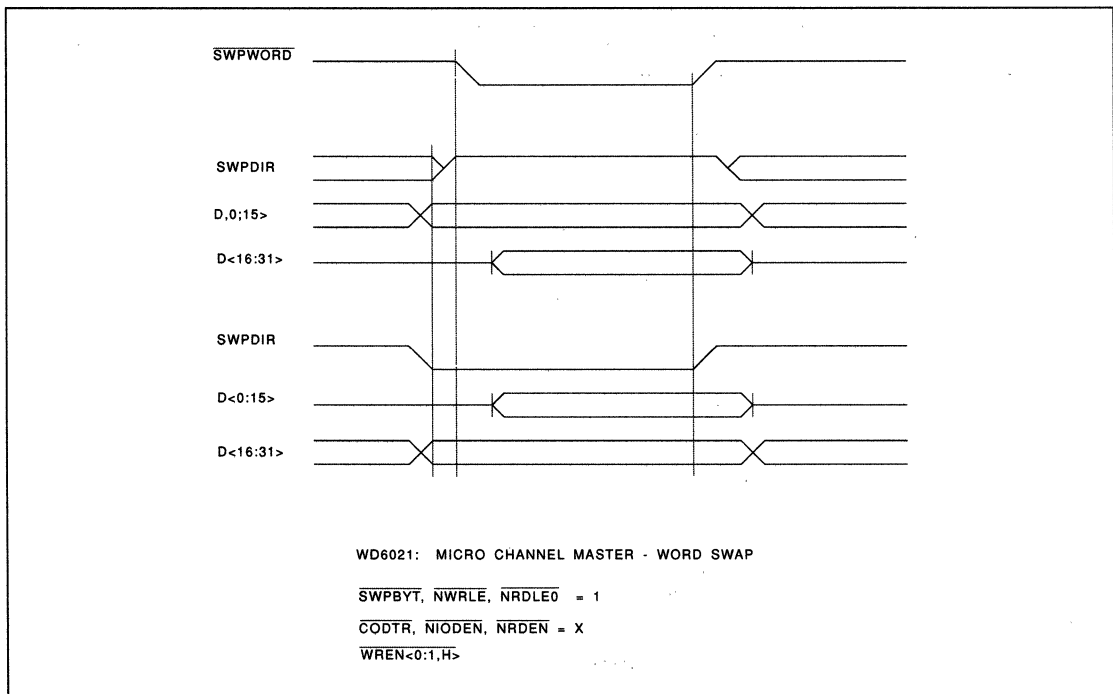 SWPWORD
SWPDIR
D,0;15>
D<16:31>
SWPDIR
D<0:15>
D<16:31>
WD6021: MICRO CHANNEL MASTER - WORD SWAP
SWPBYT, NWRLE, NRDLE0 = 1
CODTR, NIODEN, NRDEN = X
WREN<0:1,H>